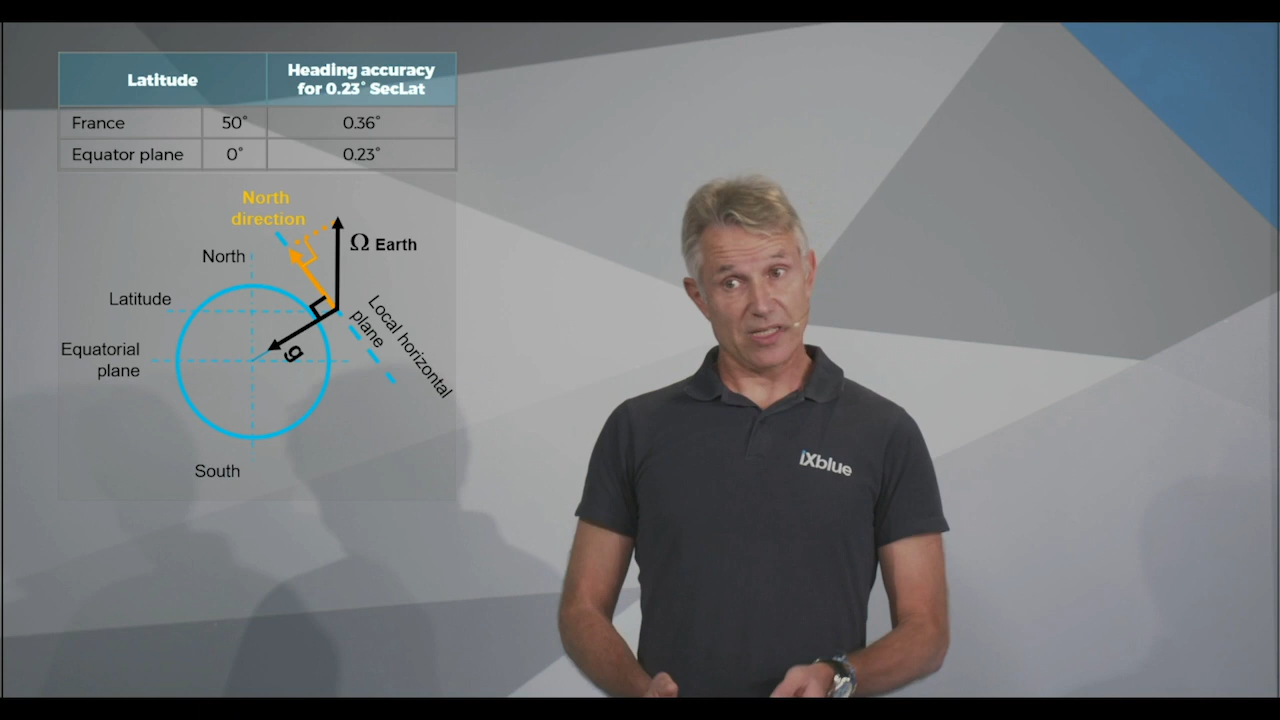 Latitude
Heading accuracy
for 0.23° SecLat
France 50° 0.36°
Equator plane 0° 0.23°
North
direction
Ω Earth
North
Latitude
Local horizontal
plane
Equatorial
plane
g
South
iXblue